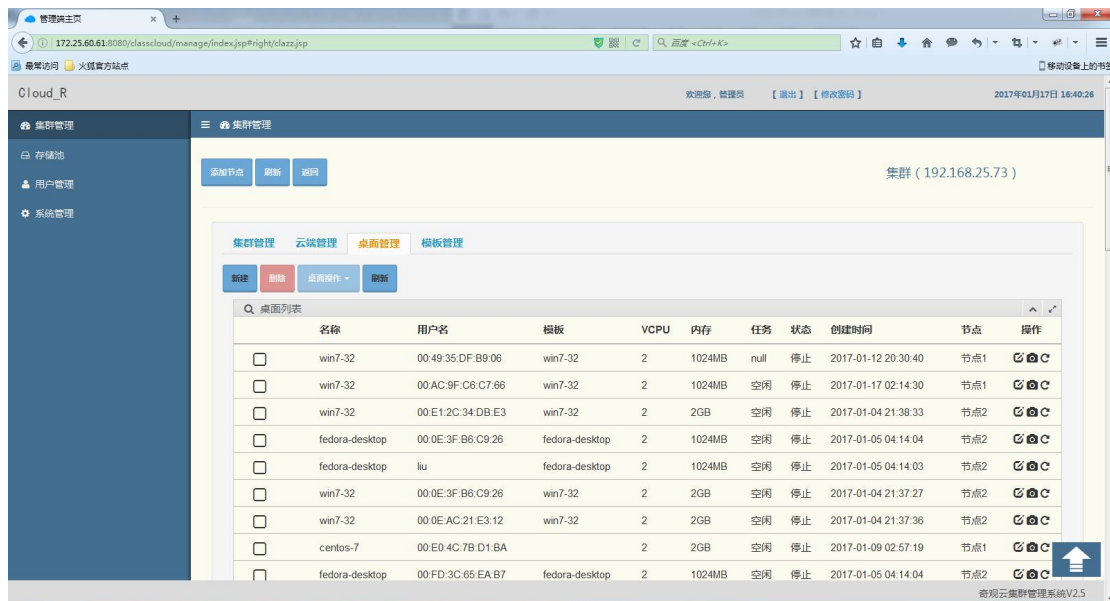 管理端主页 × +
172.25.60.61:8080/classcloud/manage/index.jsp#right/clazz.jsp 百度 <Ctrl+K>
最常访问 火狐官方站点 移动设备上的书签
Cloud_R 欢迎您，管理员 【 退出 】 【 修改密码 】 2017年01月17日 16:40:26
集群管理
存储池
用户管理
系统管理
集群管理
添加节点 刷新 返回 集群 ( 192.168.25.73 )
集群管理 云端管理 桌面管理 模板管理
新建 删除 桌面操作 刷新
桌面列表
名称 用户名 模板 VCPU 内存 任务 状态 创建时间 节点 操作
win7-32 00:49:35:DF:B9:06 win7-32 2 1024MB null 停止 2017-01-12 20:30:40 节点1
win7-32 00:AC:9F:C6:C7:66 win7-32 2 1024MB 空闲 停止 2017-01-17 02:14:30 节点1
win7-32 00:E1:2C:34:DB:E3 win7-32 2 2GB 空闲 停止 2017-01-04 21:38:33 节点2
fedora-desktop 00:0E:3F:B6:C9:26 fedora-desktop 2 1024MB 空闲 停止 2017-01-05 04:14:04 节点2
fedora-desktop liu fedora-desktop 2 1024MB 空闲 停止 2017-01-05 04:14:03 节点2
win7-32 00:0E:3F:B6:C9:26 win7-32 2 2GB 空闲 停止 2017-01-04 21:37:27 节点2
win7-32 00:0E:AC:21:E3:12 win7-32 2 2GB 空闲 停止 2017-01-04 21:37:36 节点2
centos-7 00:E0:4C:7B:D1:BA 2 2GB 空闲 停止 2017-01-09 02:57:19 节点1
fedora-desktop 00:FD:3C:65:EA:B7 fedora-desktop 2 1024MB 空闲 停止 2017-01-05 04:14:04 节点2
奇观云集群管理系统V2.5